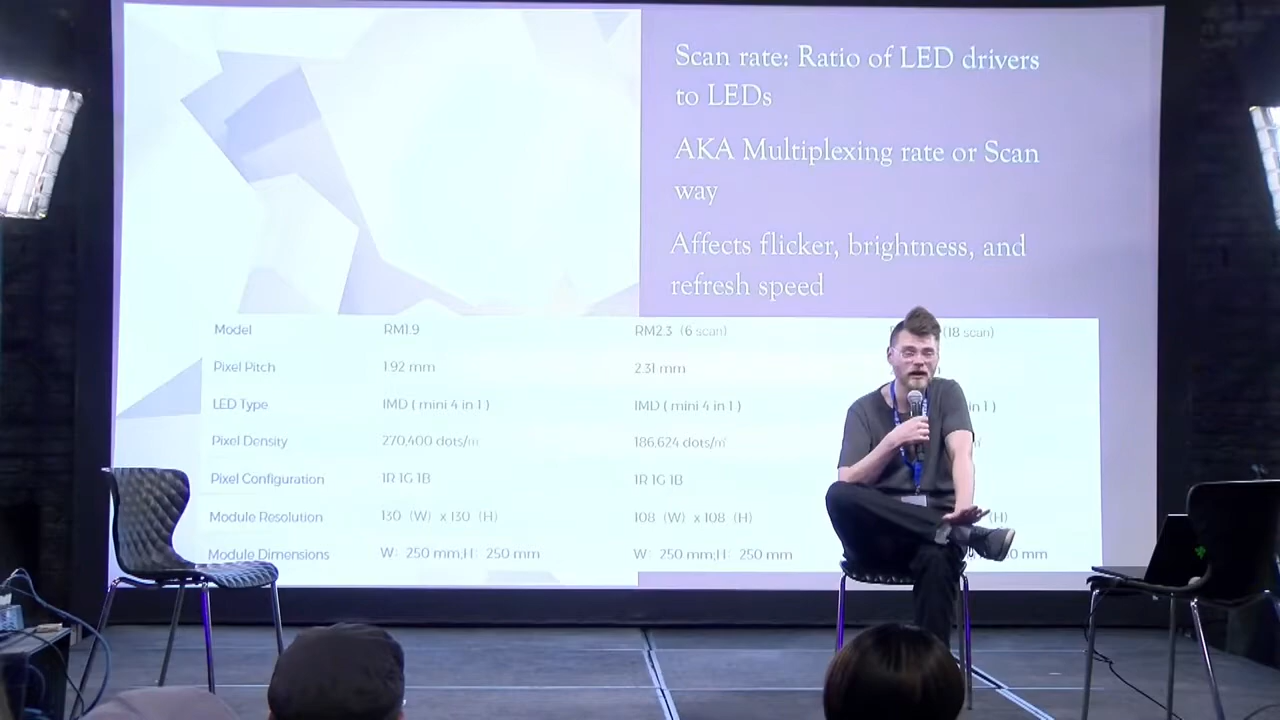 Scan rate: Ratio of LED drivers
to LEDs
AKA Multiplexing rate or Scan
way
Affects flicker, brightness, and
refresh speed
Model RM1.9 RM2.3 (6 scan) (18 scan)
Pixel Pitch 1.92 mm 2.31 mm
LED Type IMD ( mini 4 in 1 ) IMD ( mini 4 in 1 ) in 1 )
Pixel Density 270,400 dots/㎡ 186,624 dots/㎡
Pixel Configuration 1R 1G 1B 1R 1G 1B
Module Resolution 130 (W) x 130 (H) 108 (W) x 108 (H) (H)
Module Dimensions W: 250 mm;H: 250 mm W: 250 mm;H: 250 mm 0 mm